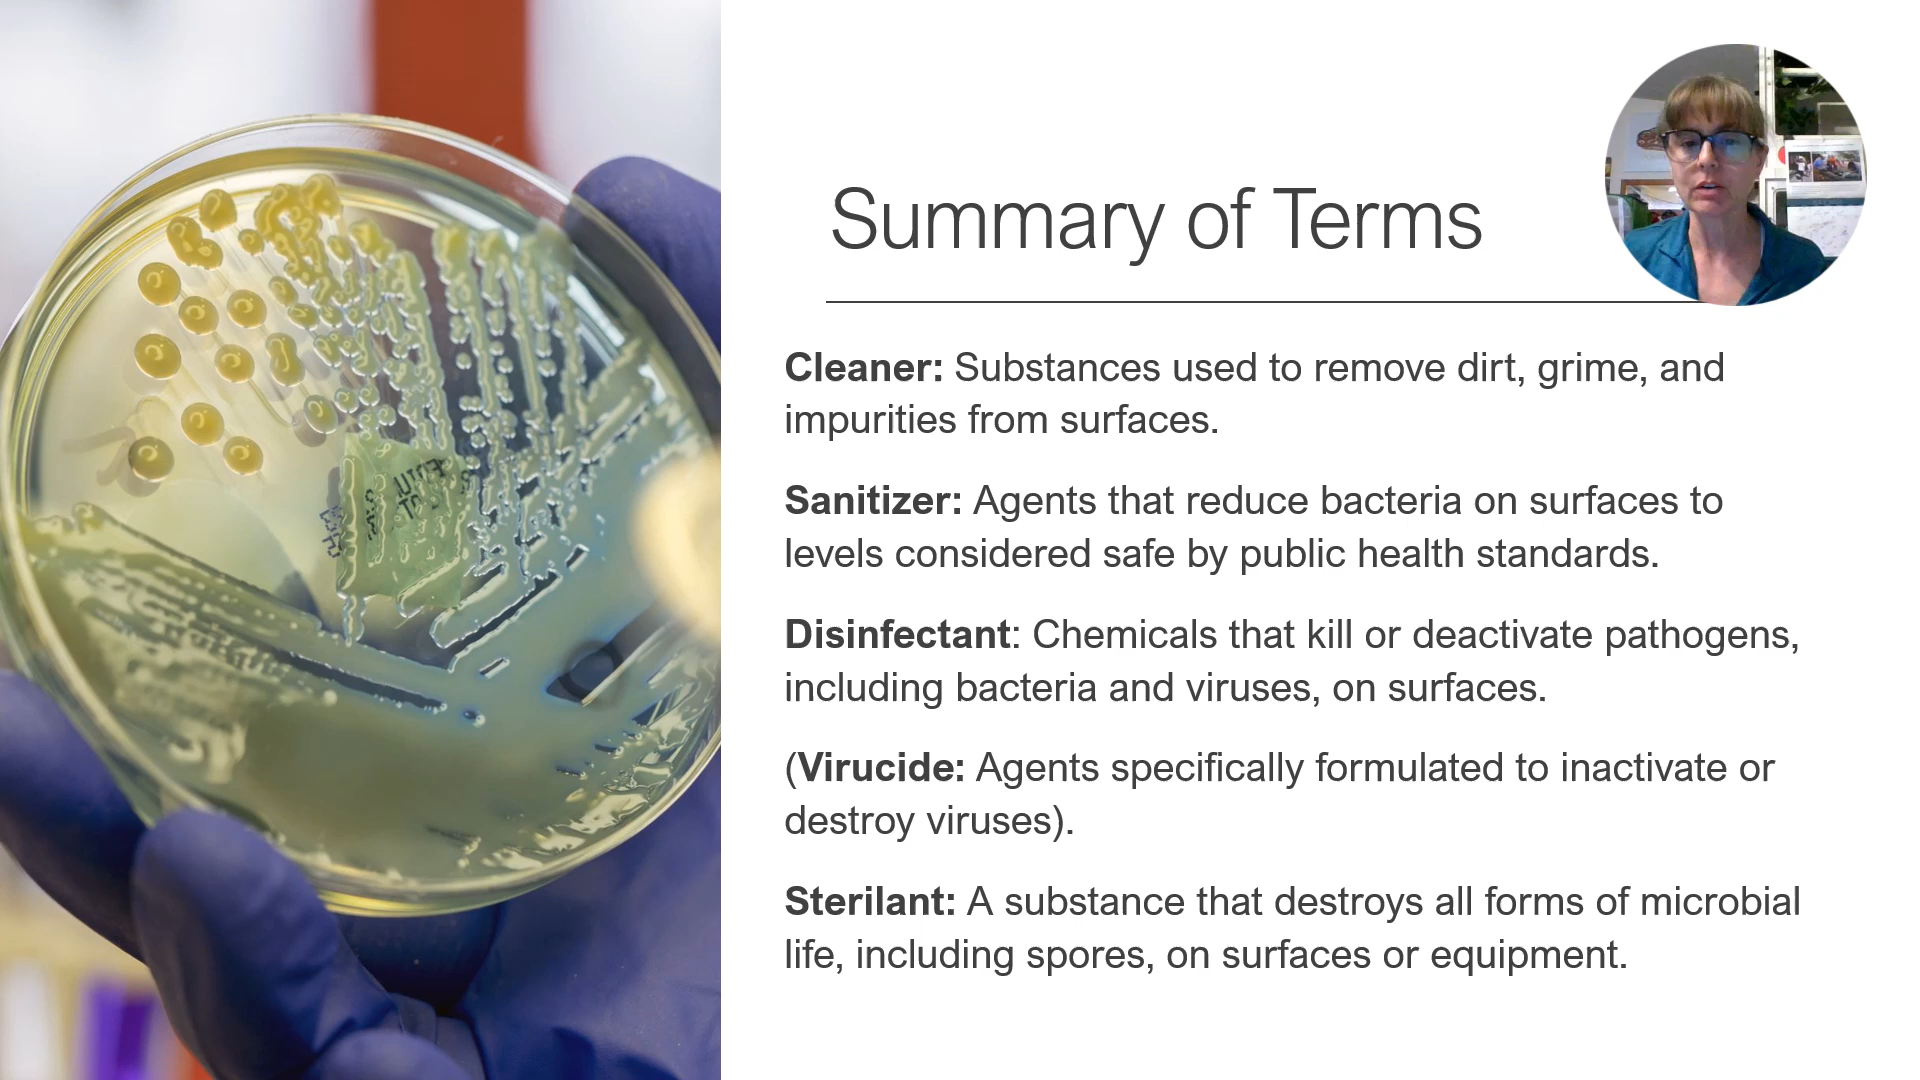 Summary of Terms
Cleaner: Substances used to remove dirt, grime, and
impurities from surfaces.
Sanitizer: Agents that reduce bacteria on surfaces to
levels considered safe by public health standards.
Disinfectant: Chemicals that kill or deactivate pathogens,
including bacteria and viruses, on surfaces.
(Virucide: Agents specifically formulated to inactivate or
destroy viruses).
Sterilant: A substance that destroys all forms of microbial
life, including spores, on surfaces or equipment.